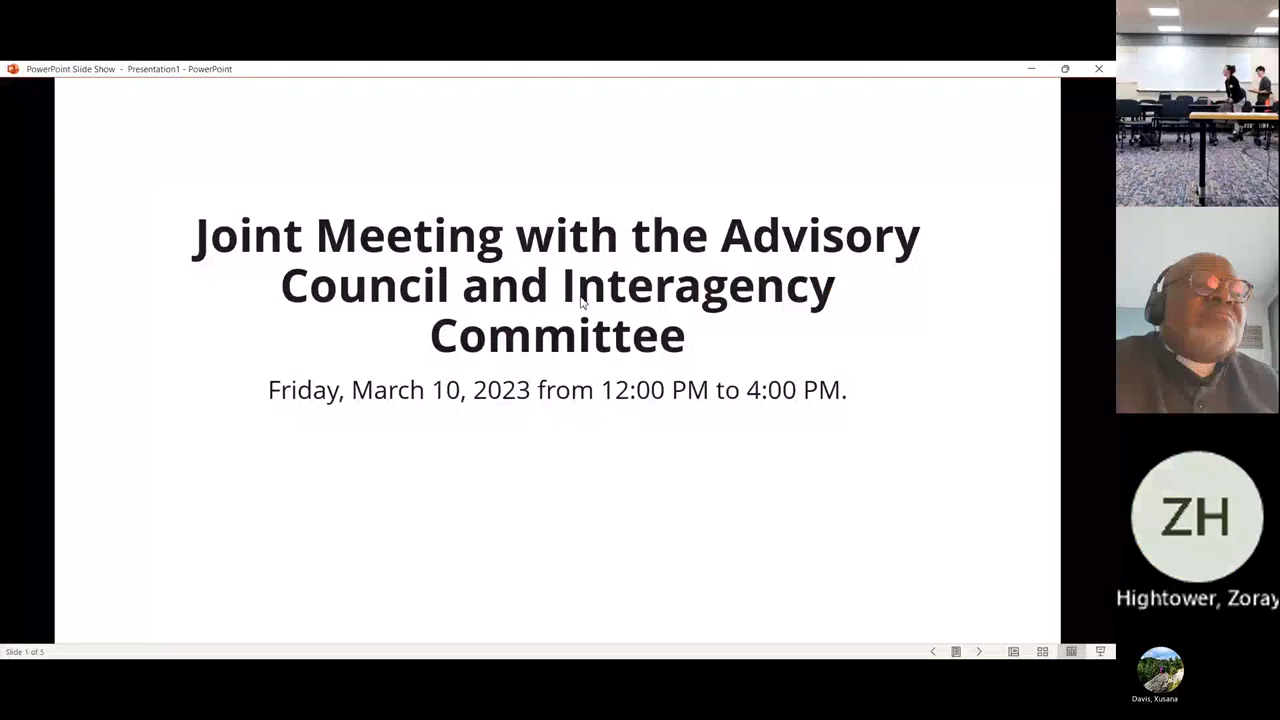 PowerPoint Slide Show - Presentation1 - PowerPoint
Joint Meeting with the Advisory
Council and Interagency
Committee
Friday, March 10, 2023 from 12:00 PM to 4:00 PM.
Slide 1 of 5
ZH
Hightower, Zoray
Davis, Xusana